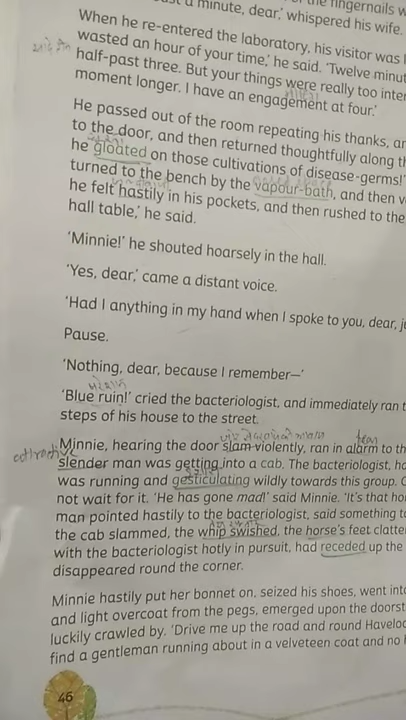 a minute, dear,' whispered his wife.
When he re-entered the laboratory, his visitor was
wasted an hour of your time,' he said. 'Twelve minut
half-past three. But your things were really too inter
moment longer. I have an engagement at four.'
He passed out of the room repeating his thanks, an
to the door, and then returned thoughtfully along th
he gloated on those cultivations of disease-germs!'
turned to the bench by the vapour-bath, and then v
he felt hastily in his pockets, and then rushed to the
hall table,' he said.
'Minnie!' he shouted hoarsely in the hall.
'Yes, dear,' came a distant voice.
'Had I anything in my hand when I spoke to you, dear, ju
Pause.
'Nothing, dear, because I remember—'
'Blue ruin!' cried the bacteriologist, and immediately ran t
steps of his house to the street.
fear
Minnie, hearing the door slam violently, ran in alarm to th
slender man was getting into a cab. The bacteriologist, ha
was running and gesticulating wildly towards this group. O
not wait for it. 'He has gone mad!' said Minnie. 'It's that hor
man pointed hastily to the bacteriologist, said something to
the cab slammed, the whip swished, the horse's feet clatte
with the bacteriologist hotly in pursuit, had receded up the
disappeared round the corner.
Minnie hastily put her bonnet on, seized his shoes, went into
and light overcoat from the pegs, emerged upon the doorst
luckily crawled by. 'Drive me up the road and round Haveloc
find a gentleman running about in a velveteen coat and no h
46